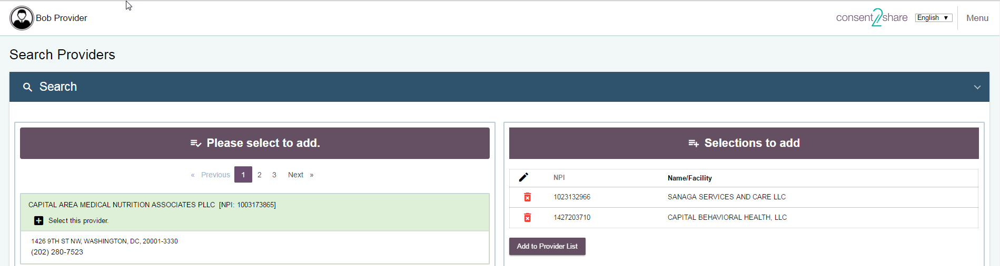 Bob Provider
consent2share
English ▼
Menu
Search Providers
Search
Please select to add.
« Previous 1 2 3 Next »
CAPITAL AREA MEDICAL NUTRITION ASSOCIATES PLLC [NPI: 1003173865]
Select this provider.
1426 9TH ST NW, WASHINGTON, DC, 20001-3330
(202) 280-7523
Selections to add
NPI Name/Facility
1023132966 SANAGA SERVICES AND CARE LLC
1427203710 CAPITAL BEHAVIORAL HEALTH, LLC
Add to Provider List